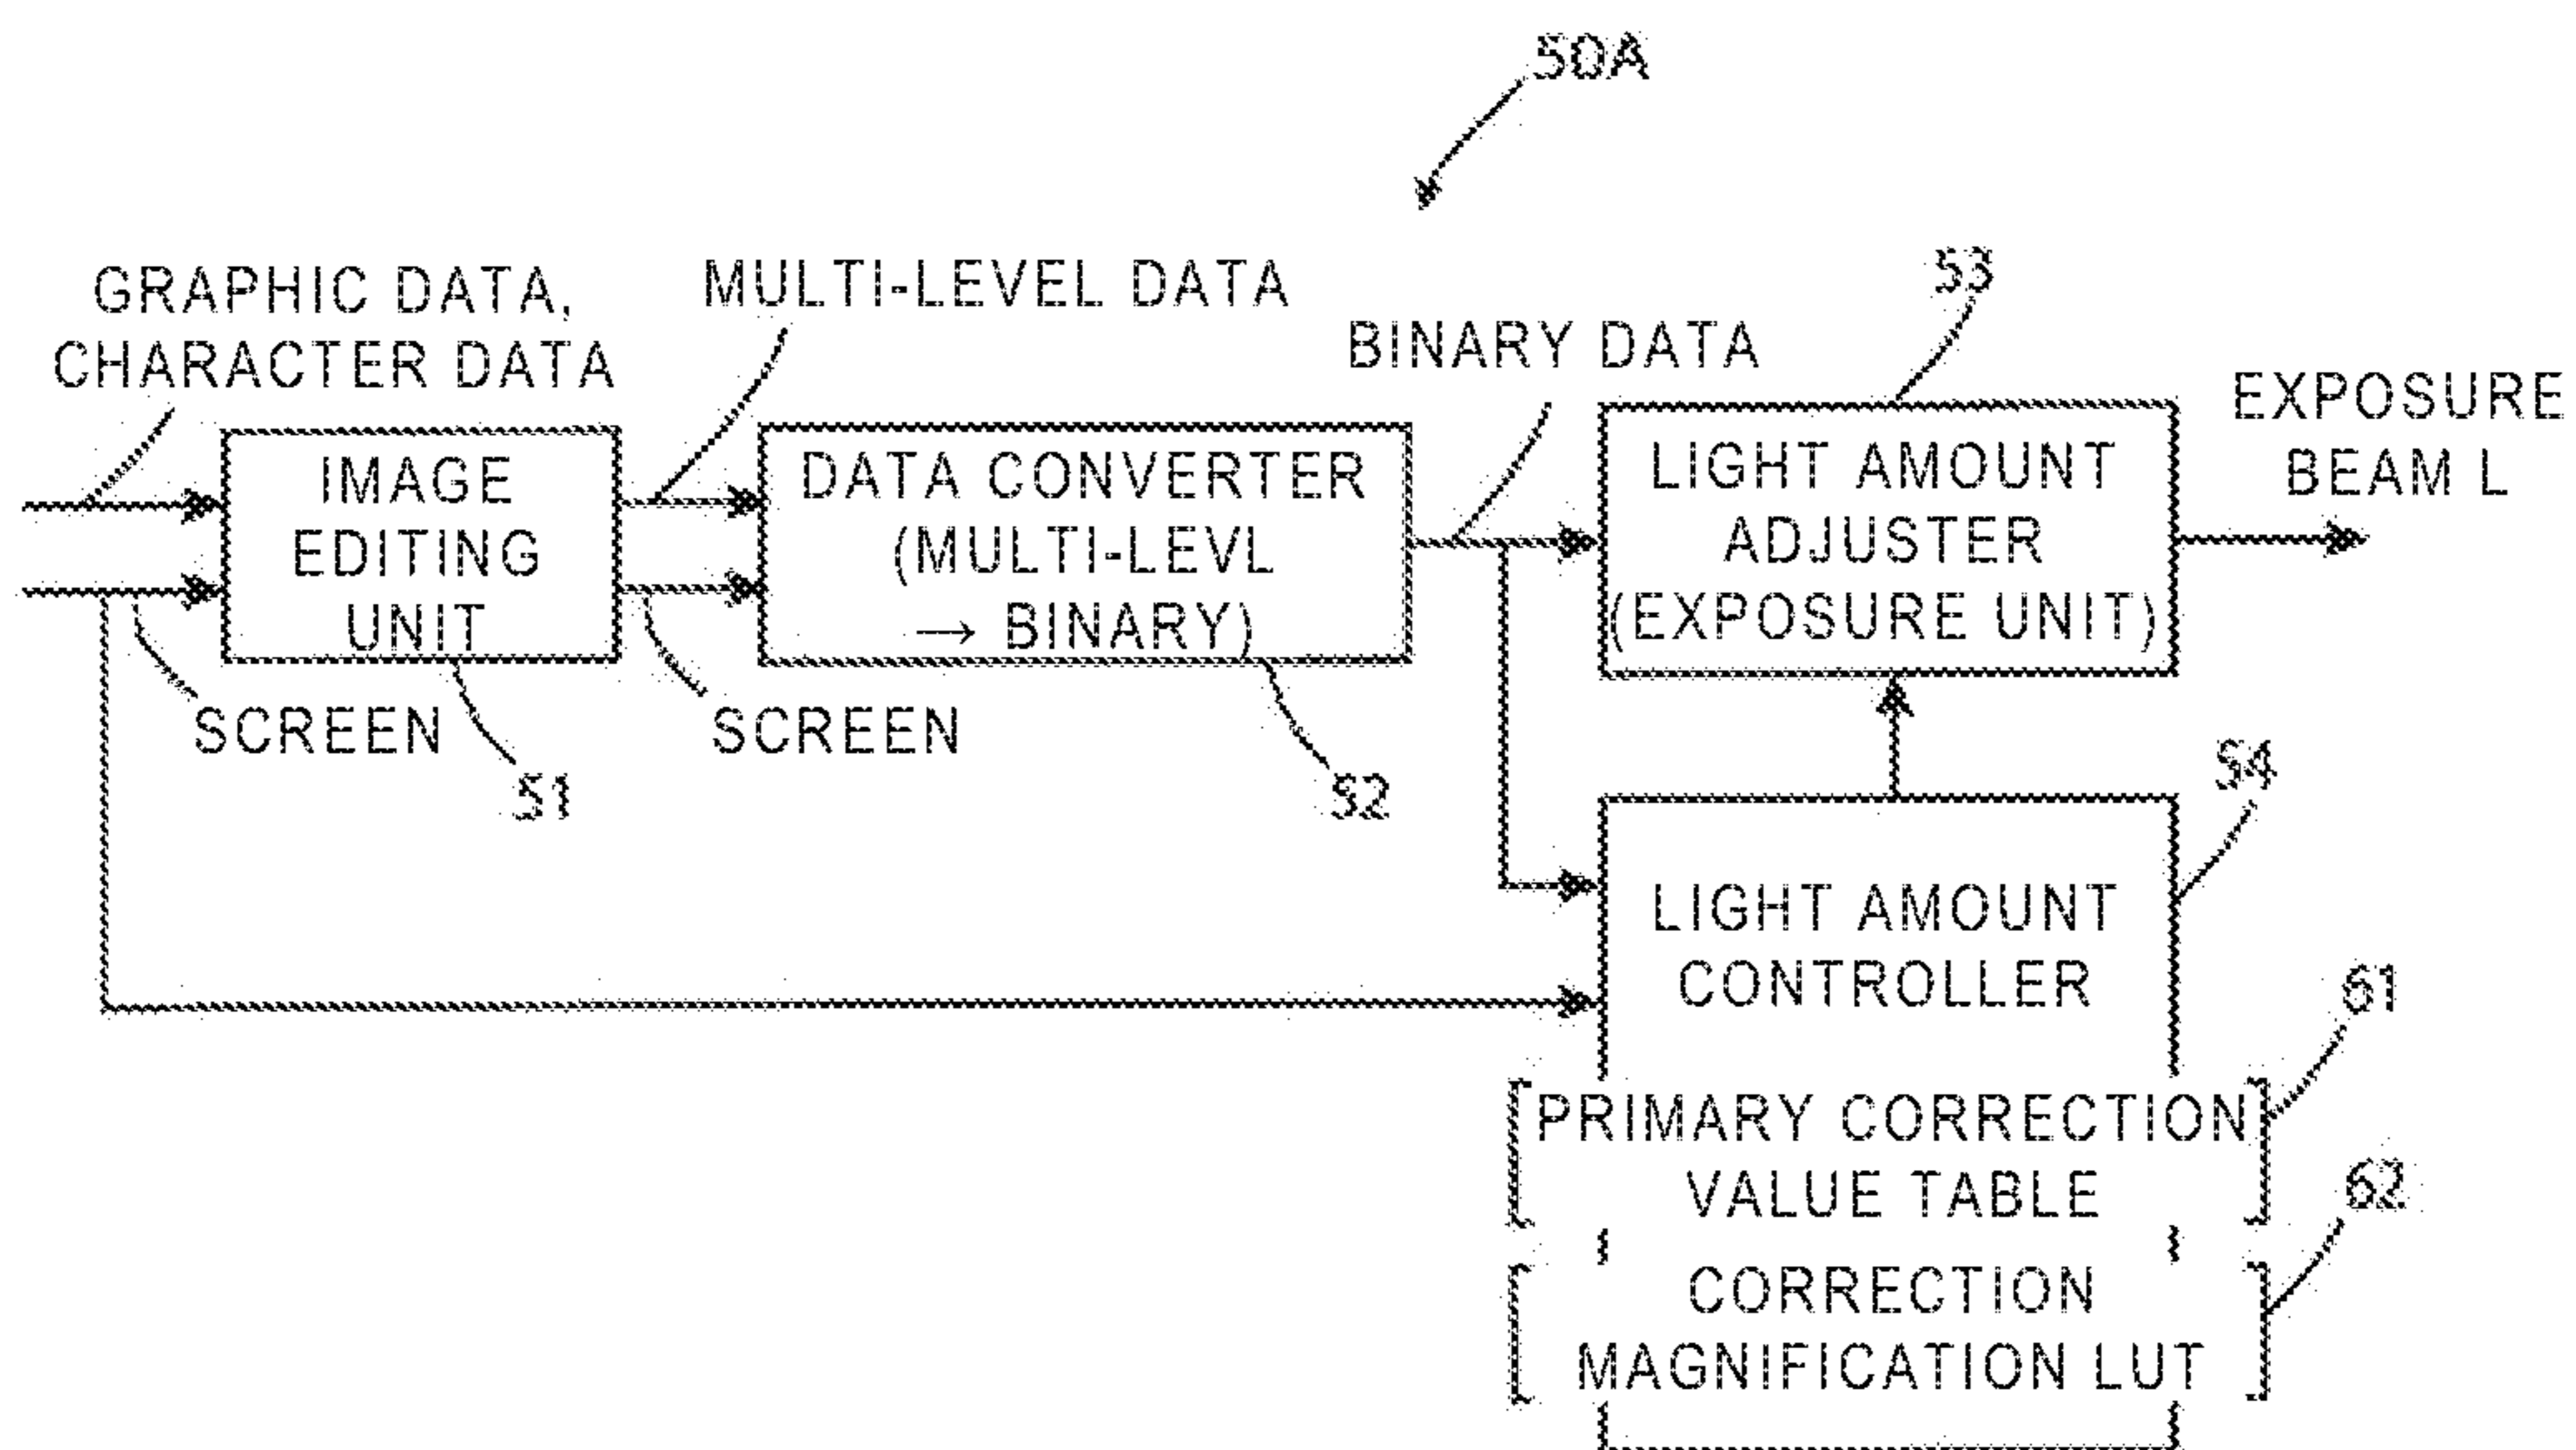 50A
GRAPHIC DATA,
CHARACTER DATA
MULTI-LEVEL DATA
BINARY DATA
53
EXPOSURE
BEAM L
IMAGE
EDITING
UNIT
DATA CONVERTER
(MULTI-LEVL
→ BINARY)
LIGHT AMOUNT
ADJUSTER
(EXPOSURE UNIT)
SCREEN
51
SCREEN
52
54
LIGHT AMOUNT
CONTROLLER
61
PRIMARY CORRECTION
VALUE TABLE
62
CORRECTION
MAGNIFICATION LUT